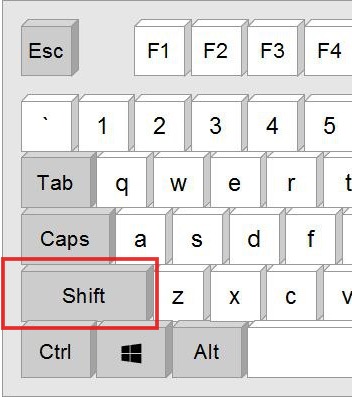 Esc F1 F2 F3 F4
` 1 2 3 4 5
Tab q w e r t
Caps a s d f
Shift z x c v
Ctrl Alt